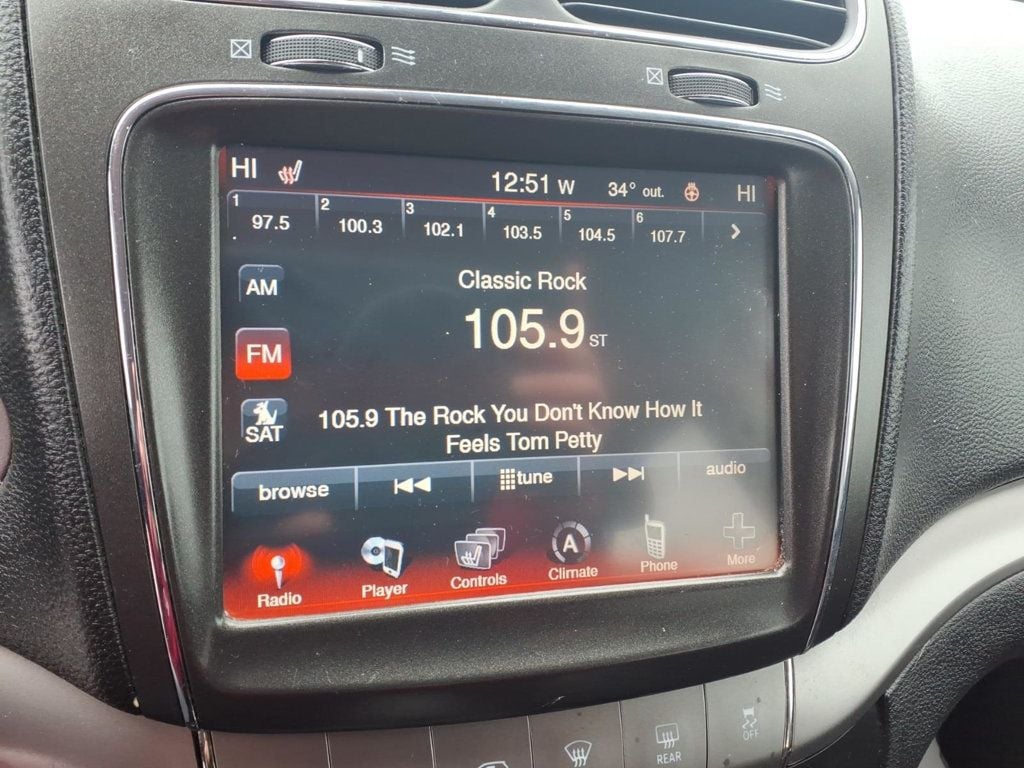 HI 12:51 W 34° out. HI
1 2 3 4 5 6
97.5 100.3 102.1 103.5 104.5 107.7
AM
Classic Rock
105.9 ST
FM
SAT
105.9 The Rock You Don't Know How It
Feels Tom Petty
browse tune audio
Radio Player Controls A Climate Phone More
REAR
OFF